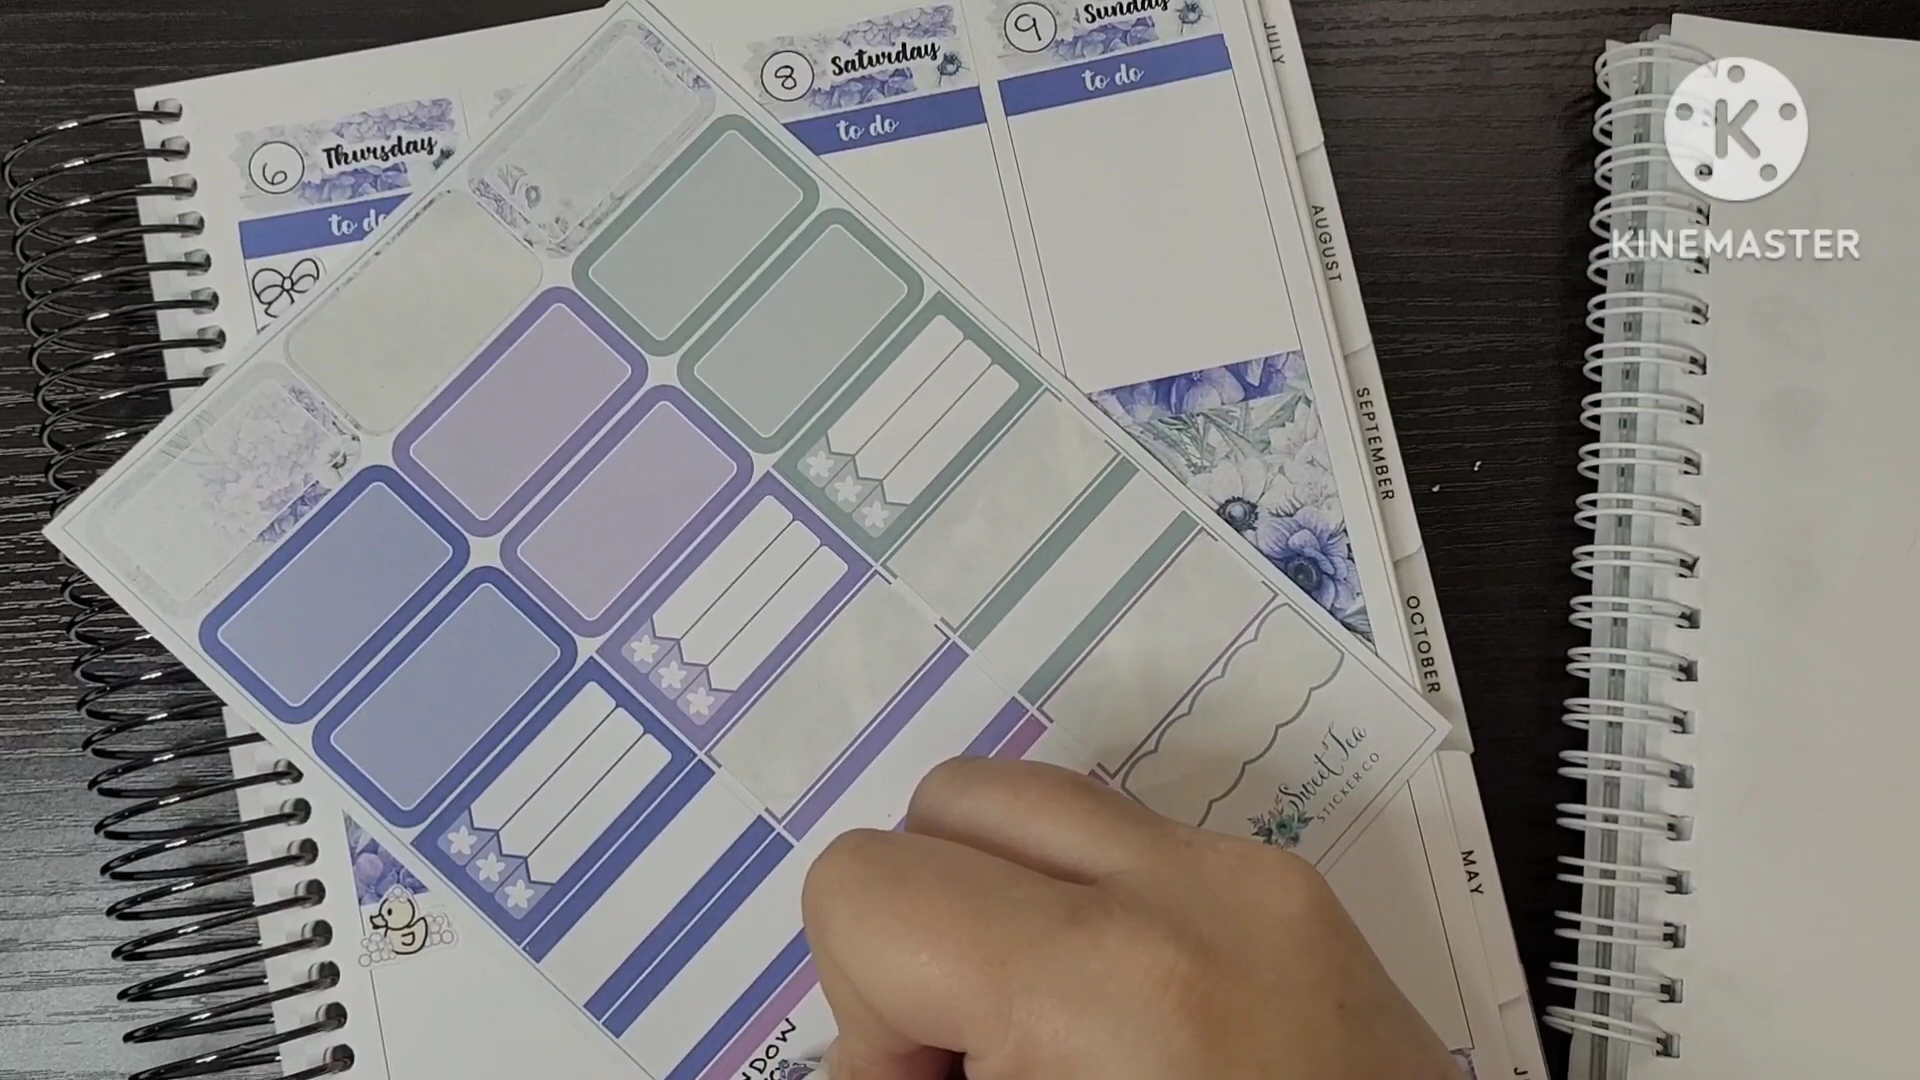 6 Thursday
8 Saturday
9 Sunday
to do
to do
to do
JULY
AUGUST
SEPTEMBER
OCTOBER
MAY
Sweet Tea
STICKER CO
K
KINEMASTER